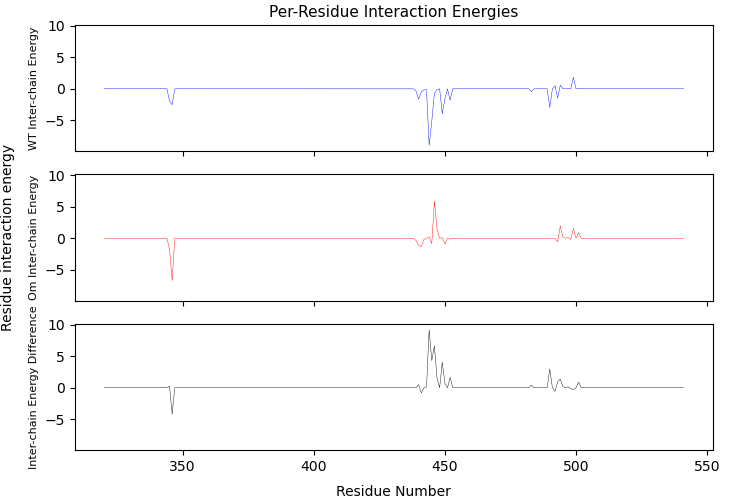 Per-Residue Interaction Energies
Residue interaction energy
WT Inter-chain Energy
10
5
0
−5
Om Inter-chain Energy
10
5
0
−5
Inter-chain Energy Difference
10
5
0
−5
350
400
450
500
550
Residue Number